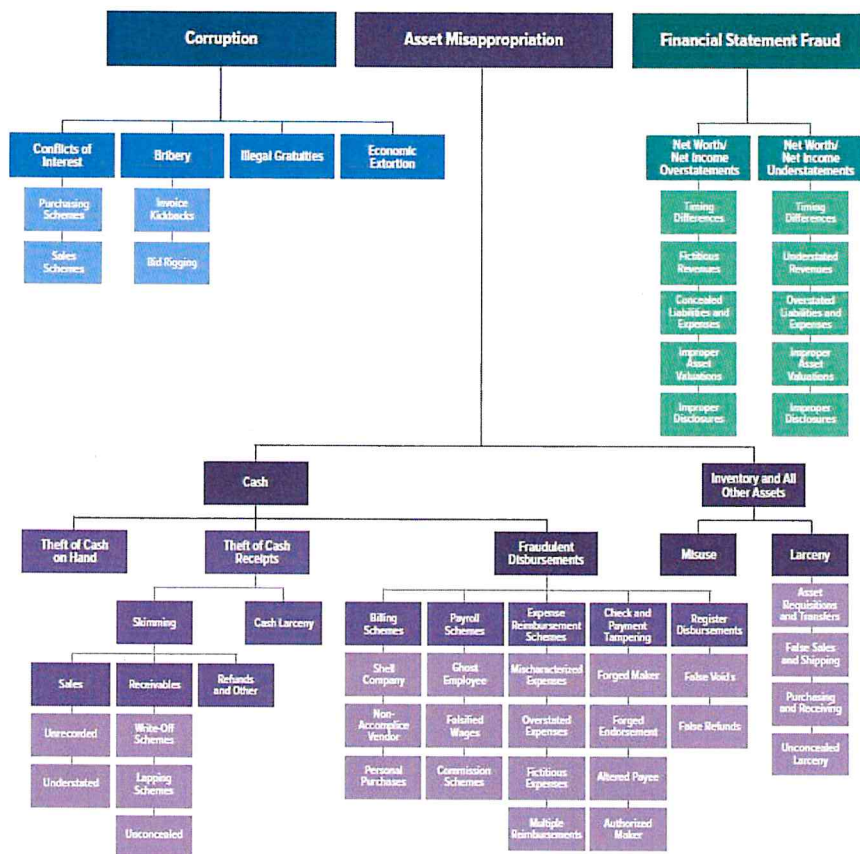 Corruption
Asset Misappropriation
Financial Statement Fraud
Conflicts of
Interest
Bribery
Illegal Gratuities
Economic
Extortion
Net Worth/
Net Income
Overstatements
Net Worth/
Net Income
Understatements
Purchasing
Schemes
Invoice
Kickbacks
Timing
Differences
Timing
Differences
Sales
Schemes
Bid Rigging
Fictitious
Revenues
Understated
Revenues
Concealed
Liabilities and
Expenses
Overstated
Liabilities and
Expenses
Improper
Asset
Valuations
Improper
Asset
Valuations
Improper
Disclosures
Improper
Disclosures
Cash
Inventory and All
Other Assets
Theft of Cash
on Hand
Theft of Cash
Receipts
Fraudulent
Disbursements
Misuse
Larceny
Skimming
Cash Larceny
Billing
Schemes
Payroll
Schemes
Expense
Reimbursement
Schemes
Check and
Payment
Tampering
Register
Disbursements
Asset
Requisitions
and Transfers
Sales
Receivables
Refunds
and Other
Shell
Company
Ghost
Employee
Mischaracterized
Expenses
Forged Maker
False Void's
False Sales
and Shipping
Unrecorded
Write-Off
Schemes
Non-
Accomplice
Vendor
Falsified
Wages
Overstated
Expenses
Forged
Endorsement
False Refunds
Purchasing
and Receiving
Understated
Lapping
Schemes
Personal
Purchases
Commission
Schemes
Fictitious
Expenses
Altered Payee
Unconcealed
Larceny
Unconcealed
Multiple
Reimbursements
Authorized
Maker